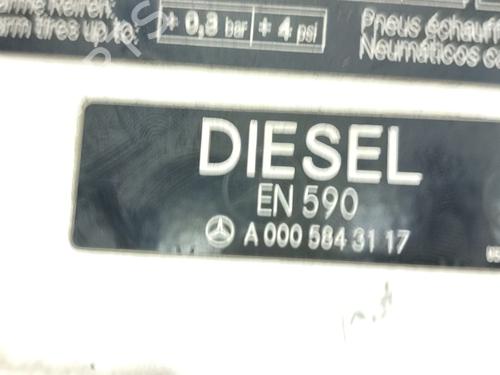 warme Reifen:
warm tires up to:
+ 0,3 bar + 4 psi
Pneus échauff
Neumáticos c
DIESEL
EN 590
A 000 584 31 17